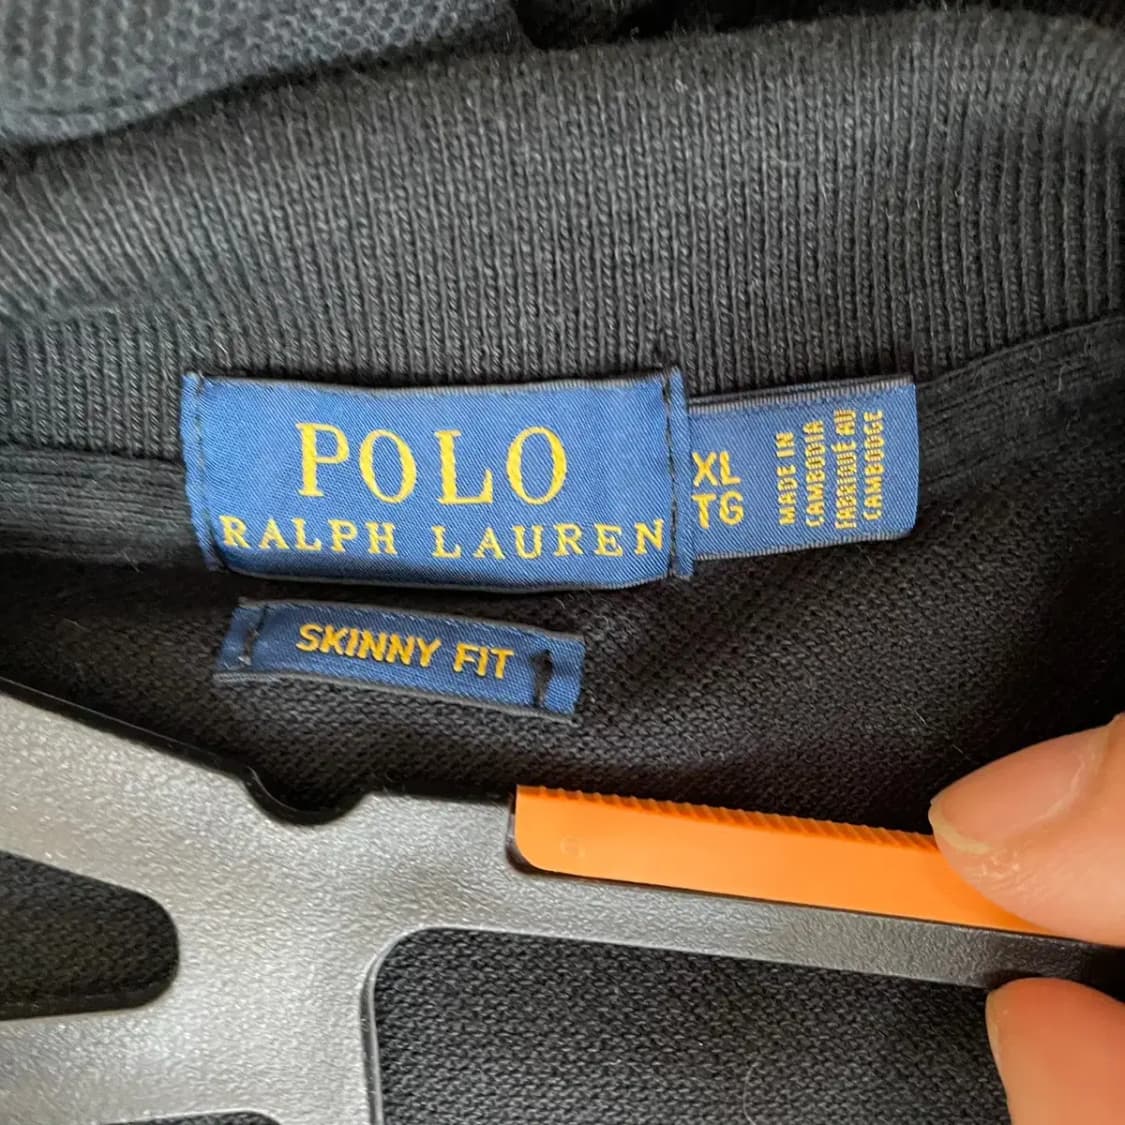 POLO
RALPH LAUREN
XL
TG
MADE IN
CAMBODIA
FABRIQUÉ AU
CAMBODGE
SKINNY FIT